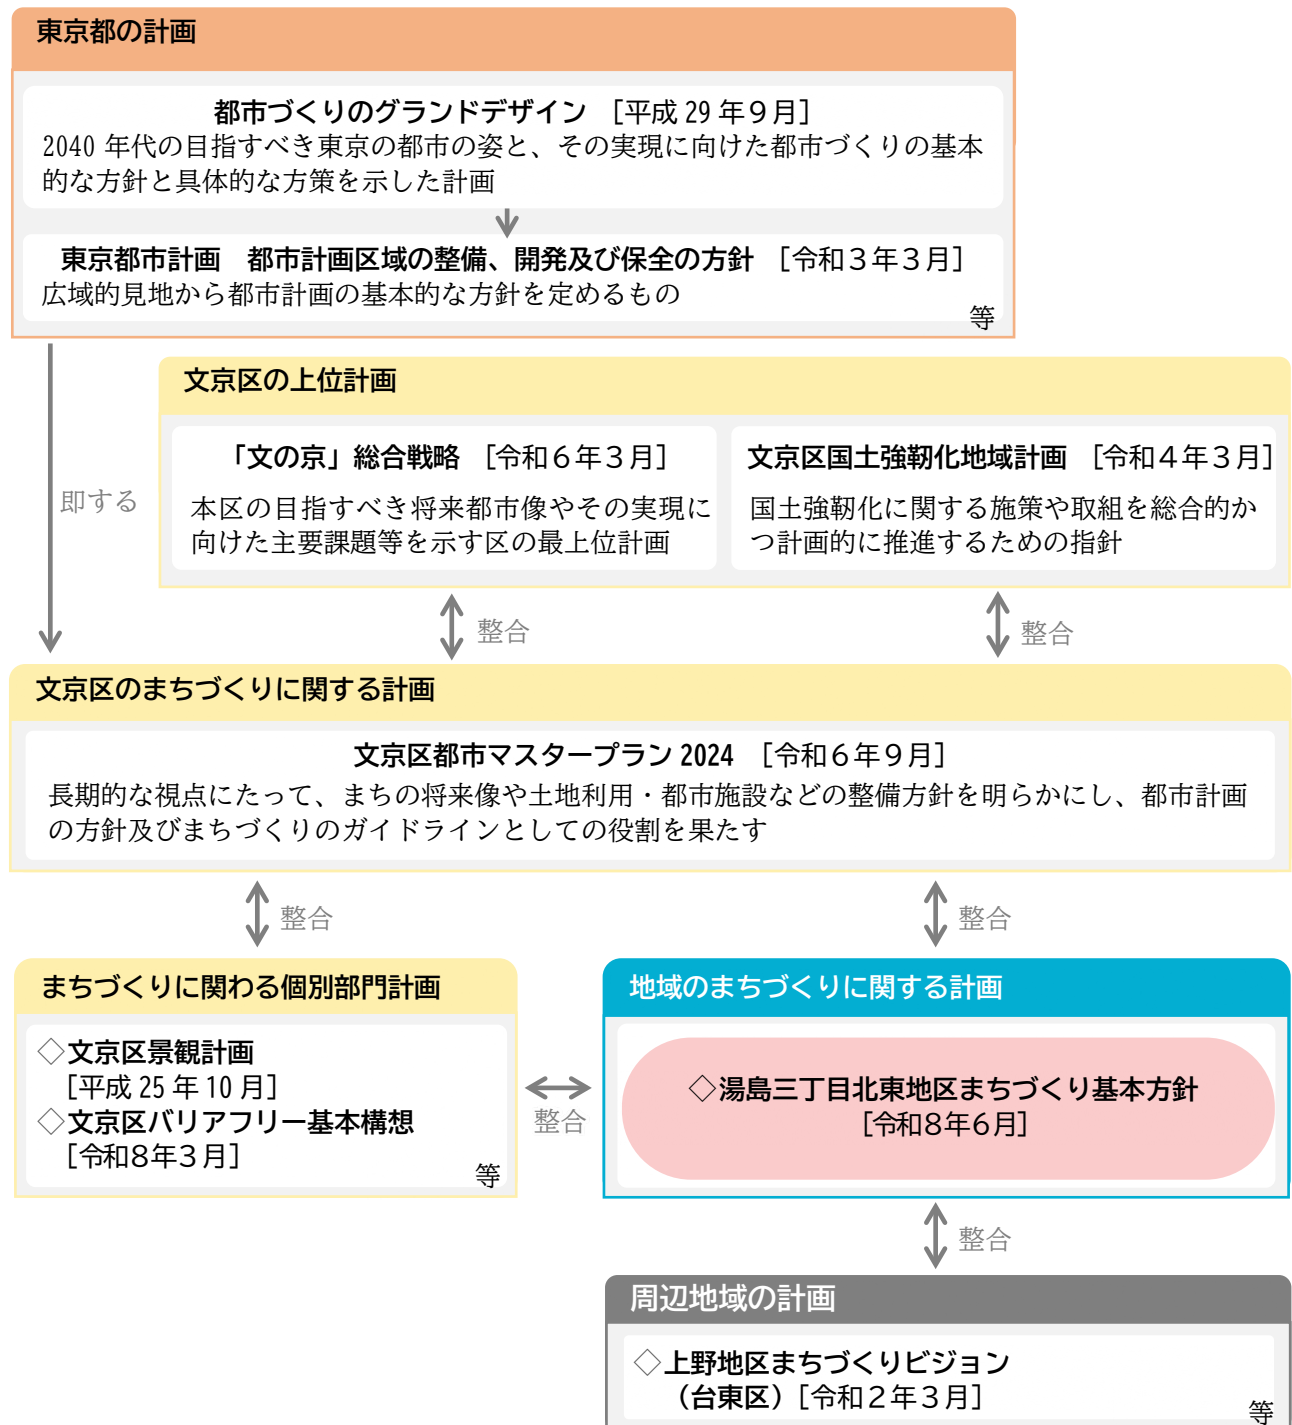 東京都の計画
都市づくりのグランドデザイン ［平成 29 年９月］
2040 年代の目指すべき東京の都市の姿と、その実現に向けた都市づくりの基本
的な方針と具体的な方策を示した計画
東京都市計画　都市計画区域の整備、開発及び保全の方針 ［令和３年３月］
広域的見地から都市計画の基本的な方針を定めるもの
等
即する
文京区の上位計画
「文の京」総合戦略 ［令和６年３月］
本区の目指すべき将来都市像やその実現に
向けた主要課題等を示す区の最上位計画
文京区国土強靭化地域計画 ［令和４年３月］
国土強靭化に関する施策や取組を総合的か
つ計画的に推進するための指針
整合
整合
文京区のまちづくりに関する計画
文京区都市マスタープラン 2024 ［令和６年９月］
長期的な視点にたって、まちの将来像や土地利用・都市施設などの整備方針を明らかにし、都市計画
の方針及びまちづくりのガイドラインとしての役割を果たす
整合
整合
まちづくりに関わる個別部門計画
◇文京区景観計画
［平成 25 年 10 月］
◇文京区バリアフリー基本構想
［令和８年３月］
等
整合
地域のまちづくりに関する計画
◇湯島三丁目北東地区まちづくり基本方針
［令和８年６月］
整合
周辺地域の計画
◇上野地区まちづくりビジョン
（台東区）［令和２年３月］
等